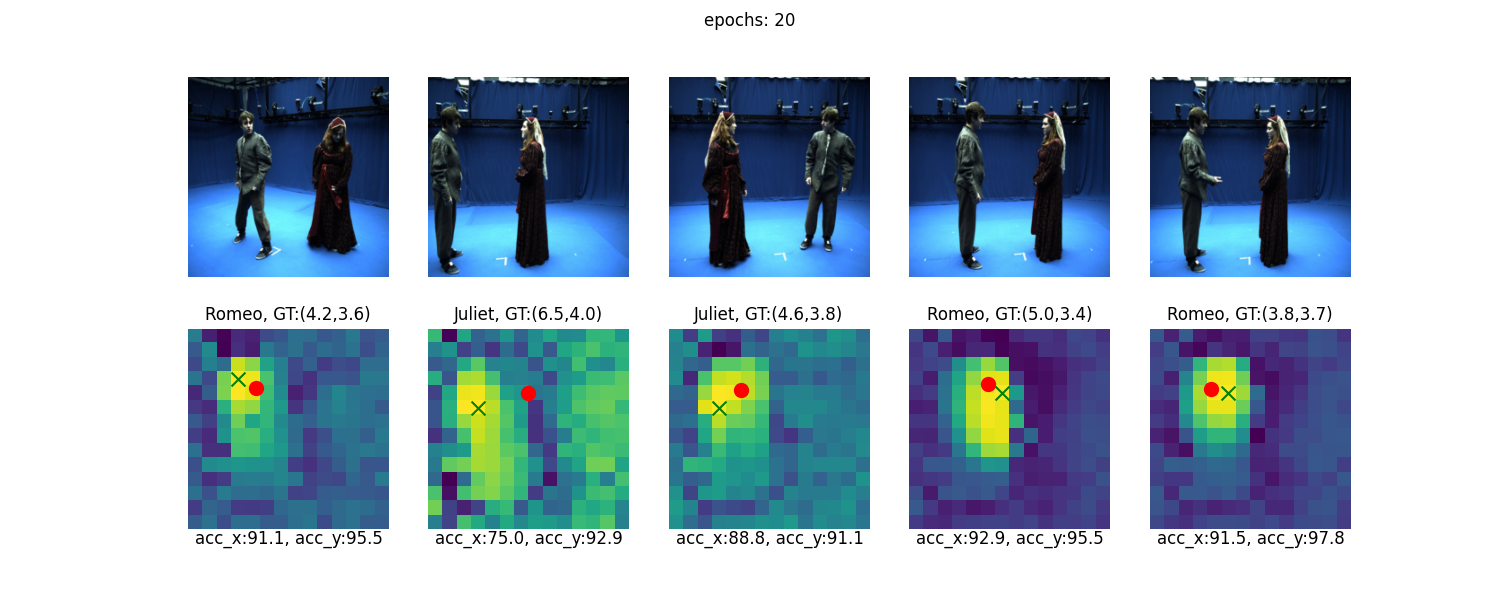 epochs: 20
Romeo, GT:(4.2,3.6)
Juliet, GT:(6.5,4.0)
Juliet, GT:(4.6,3.8)
Romeo, GT:(5.0,3.4)
Romeo, GT:(3.8,3.7)
acc_x:91.1, acc_y:95.5
acc_x:75.0, acc_y:92.9
acc_x:88.8, acc_y:91.1
acc_x:92.9, acc_y:95.5
acc_x:91.5, acc_y:97.8